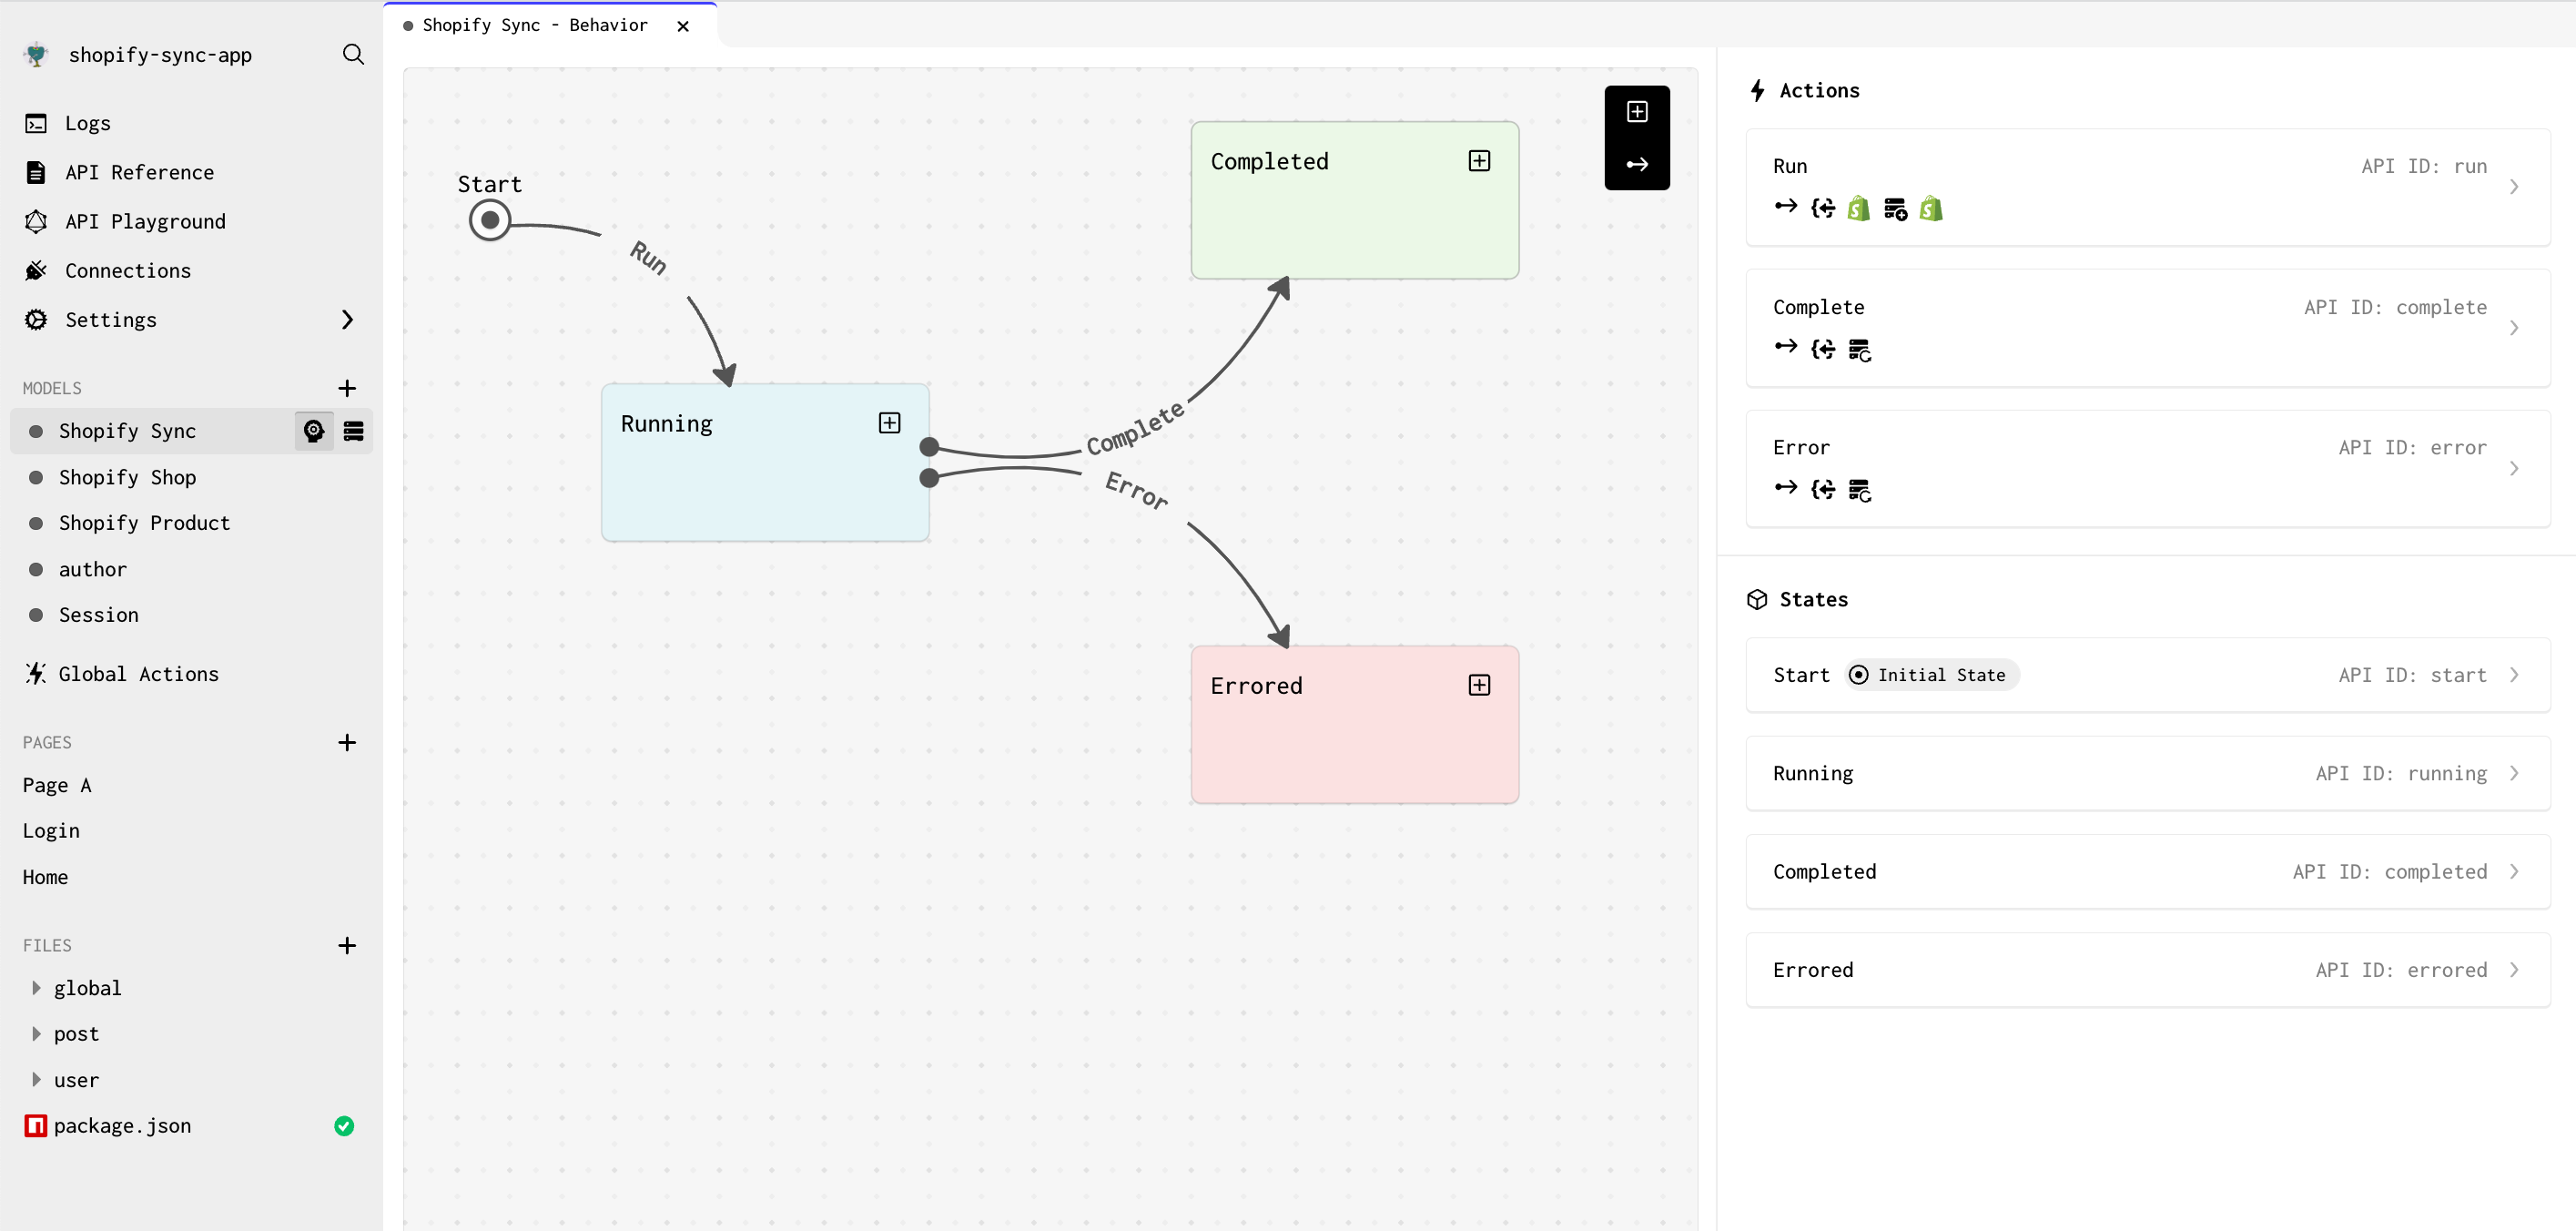 shopify-sync-app
Logs
API Reference
API Playground
Connections
Settings
MODELS
Shopify Sync
Shopify Shop
Shopify Product
author
Session
Global Actions
PAGES
Page A
Login
Home
FILES
global
post
user
package.json
Shopify Sync - Behavior
Start
Run
Running
Complete
Error
Completed
Errored
Actions
Run
API ID: run
Complete
API ID: complete
Error
API ID: error
States
Start
Initial State
API ID: start
Running
API ID: running
Completed
API ID: completed
Errored
API ID: errored